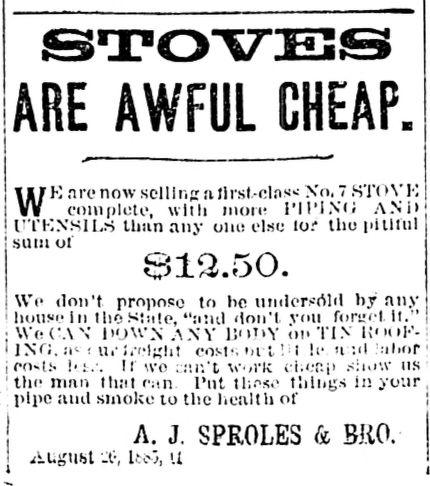 STOVES
ARE AWFUL CHEAP.
WE are now selling a first-class No. 7 STOVE
complete, with more PIPING AND
UTENSILS than any one else for the pitiful
sum of
$12.50.
We don't propose to be undersold by any
house in the State, "and don't you forget it."
We CAN DOWN ANY BODY on TIN ROOF-
ING, as our freight costs but little and labor
costs less. If we can't work cheap show us
the man that can. Put these things in your
pipe and smoke to the health of
A. J. SPROLES & BRO.
August 26, 1885, tf